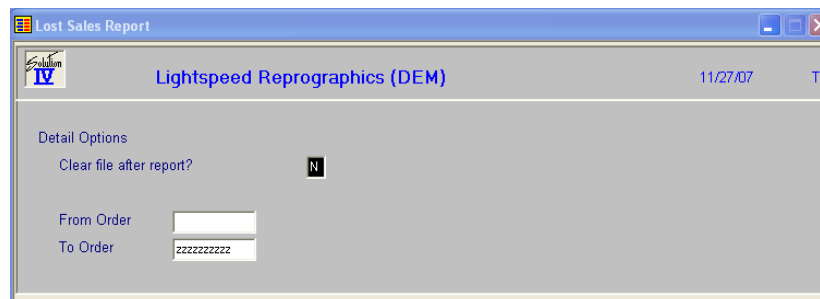 Lost Sales Report
Solution
IV
Lightspeed Reprographics (DEM)
11/27/07
T
Detail Options
Clear file after report? N
From Order
To Order zzzzzzzzzz